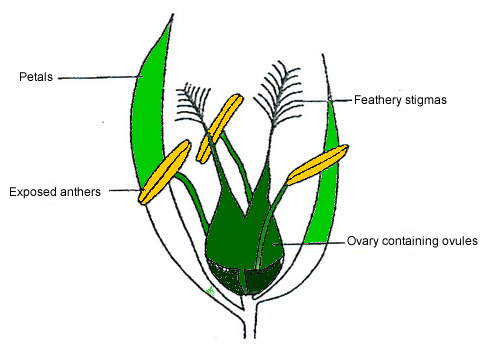 Petals
Feathery stigmas
Exposed anthers
Ovary containing ovules